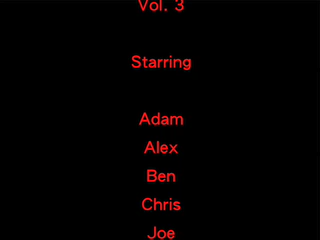 Vol. 3
Starring
Adam
Alex
Ben
Chris
Joe